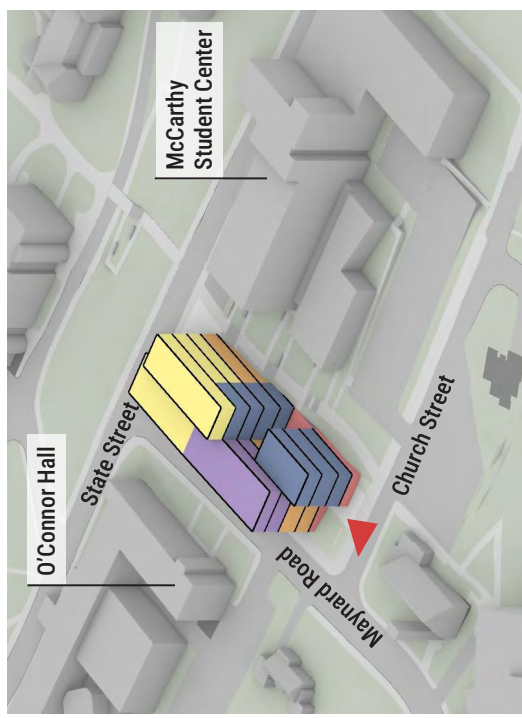 McCarthy
Student Center
O'Connor Hall
State Street
Church Street
Maynard Road